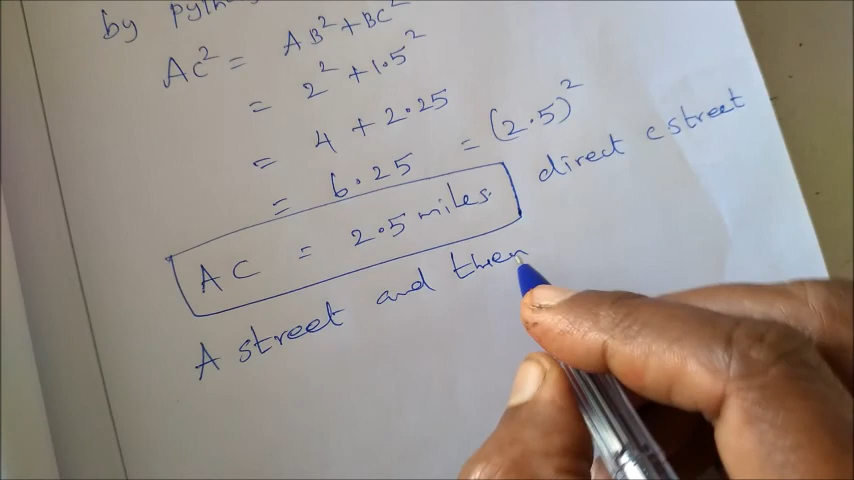 by
AC² = AB² + BC²
= 2² + 1.5²
= 4 + 2.25
= 6.25 = (2.5)²
AC = 2.5 miles direct c street
A street and then